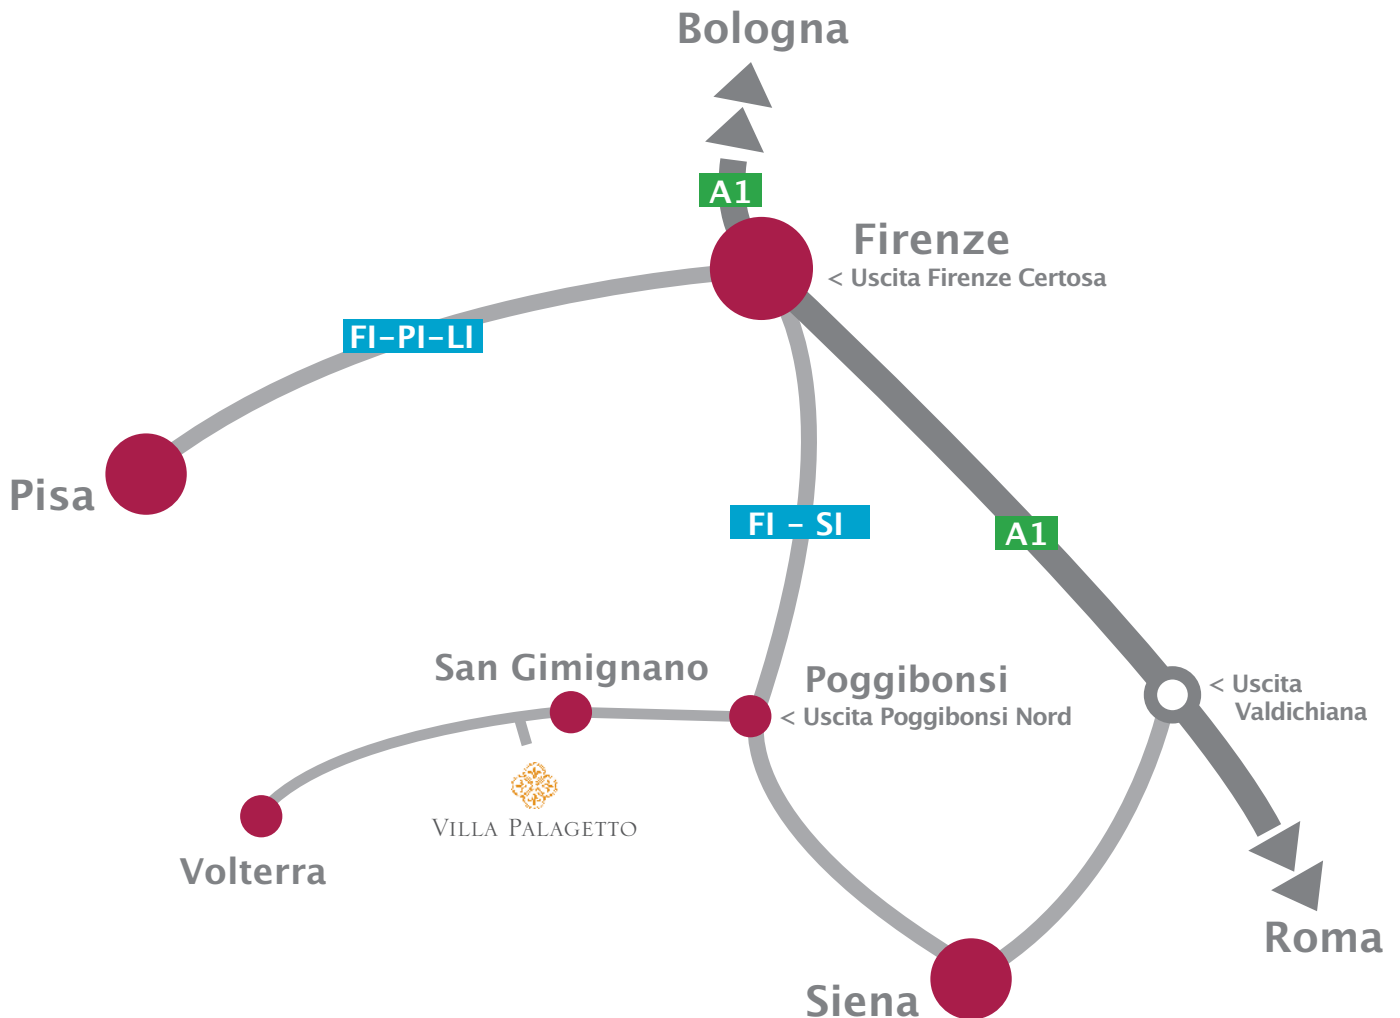 Bologna
A1
Firenze
< Uscita Firenze Certosa
FI-PI-LI
Pisa
FI – SI
A1
San Gimignano
Poggibonsi
< Uscita Poggibonsi Nord
< Uscita
Valdichiana
VILLA PALAGETTO
Volterra
Roma
Siena